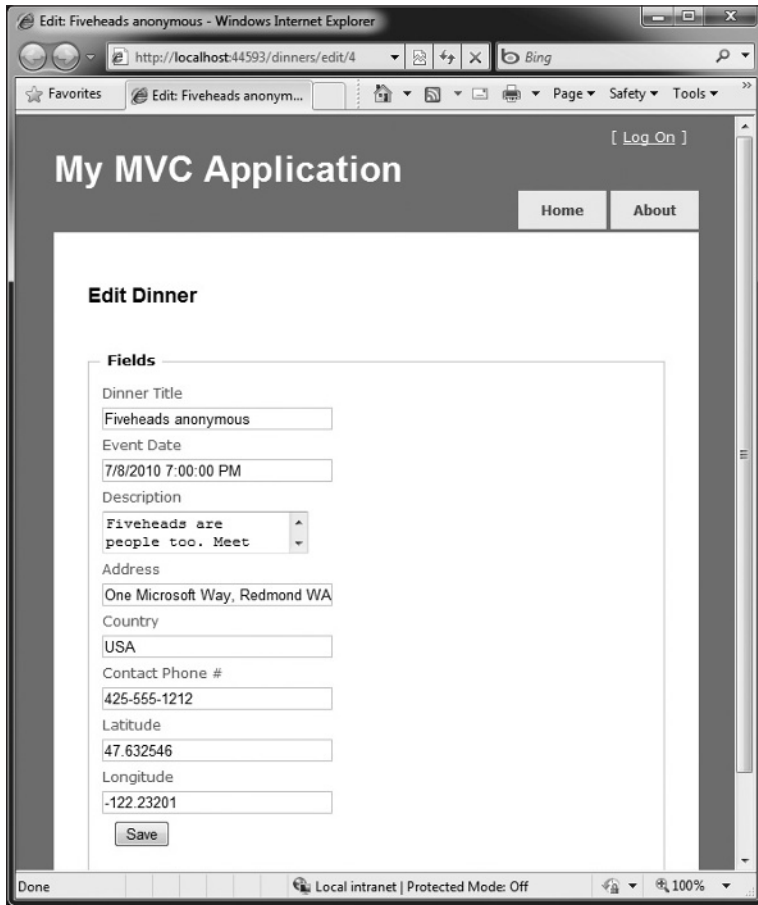 Edit: Fiveheads anonymous - Windows Internet Explorer
http://localhost:44593/dinners/edit/4
Bing
Favorites
Edit: Fiveheads anonym...
Page
Safety
Tools
[ Log On ]
My MVC Application
Home
About
Edit Dinner
Fields
Dinner Title
Fiveheads anonymous
Event Date
7/8/2010 7:00:00 PM
Description
Fiveheads are
people too. Meet
Address
One Microsoft Way, Redmond WA
Country
USA
Contact Phone #
425-555-1212
Latitude
47.632546
Longitude
-122.23201
Save
Done
Local intranet | Protected Mode: Off
100%